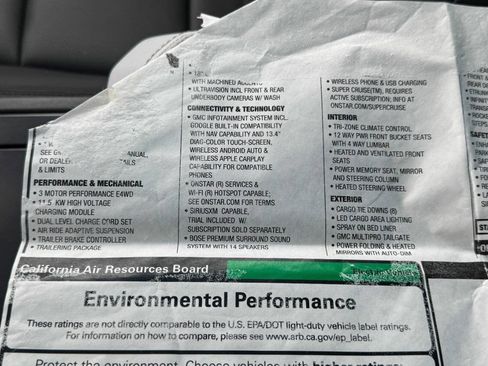 WITH MACHINED
• ULTRAVISION INCL FRONT & REAR
UNDERBODY CAMERAS W/ WASH
CONNECTIVITY & TECHNOLOGY
• GMC INFOTAINMENT SYSTEM INCL.
GOOGLE BUILT-IN COMPATIBILITY
WITH NAV CAPABILITY AND 13.4"
DIAG COLOR TOUCH-SCREEN,
WIRELESS ANDROID AUTO &
WIRELESS APPLE CARPLAY
CAPABILITY FOR COMPATIBLE
PHONES
• ONSTAR (R) SERVICES &
WI-FI (R) HOTSPOT CAPABLE;
SEE ONSTAR.COM FOR TERMS
• SIRIUSXM CAPABLE,
TRIAL INCLUDED W/
SUBSCRIPTION SOLD SEPARATELY
• BOSE PREMIUM SURROUND SOUND
SYSTEM WITH 14 SPEAKERS
MANUAL,
OR DEALER
& LIMITS
PERFORMANCE & MECHANICAL
• 3 MOTOR PERFORMANCE E4WD
• 11.5 KW HIGH VOLTAGE
CHARGING MODULE
• DUAL LEVEL CHARGE CORD SET
• AIR RIDE ADAPTIVE SUSPENSION
• TRAILER BRAKE CONTROLLER
• TRAILERING PACKAGE
• WIRELESS PHONE & USB CHARGING
• SUPER CRUISE(TM), REQUIRES
ACTIVE SUBSCRIPTION; INFO AT
ONSTAR.COM/SUPERCRUISE
INTERIOR
• TRI-ZONE CLIMATE CONTROL
• 12 WAY PWR FRONT BUCKET SEATS
WITH 4 WAY LUMBAR
• HEATED AND VENTILATED FRONT
SEATS
• POWER MEMORY SEAT, MIRROR
AND STEERING COLUMN
• HEATED STEERING WHEEL
EXTERIOR
• CARGO TIE DOWNS (8)
• LED CARGO AREA LIGHTING
• SPRAY ON BED LINER
• GMC MULTIPRO TAILGATE
• POWER FOLDING & HEATED
MIRRORS WITH AUTO-DIM
California Air Resources Board
Environmental Performance
These ratings are not directly comparable to the U.S. EPA/DOT light-duty vehicle label ratings.
For information on how to compare, please see www.arb.ca.gov/ep_label.
Protect the environment. Choose vehicles with higher ratings: